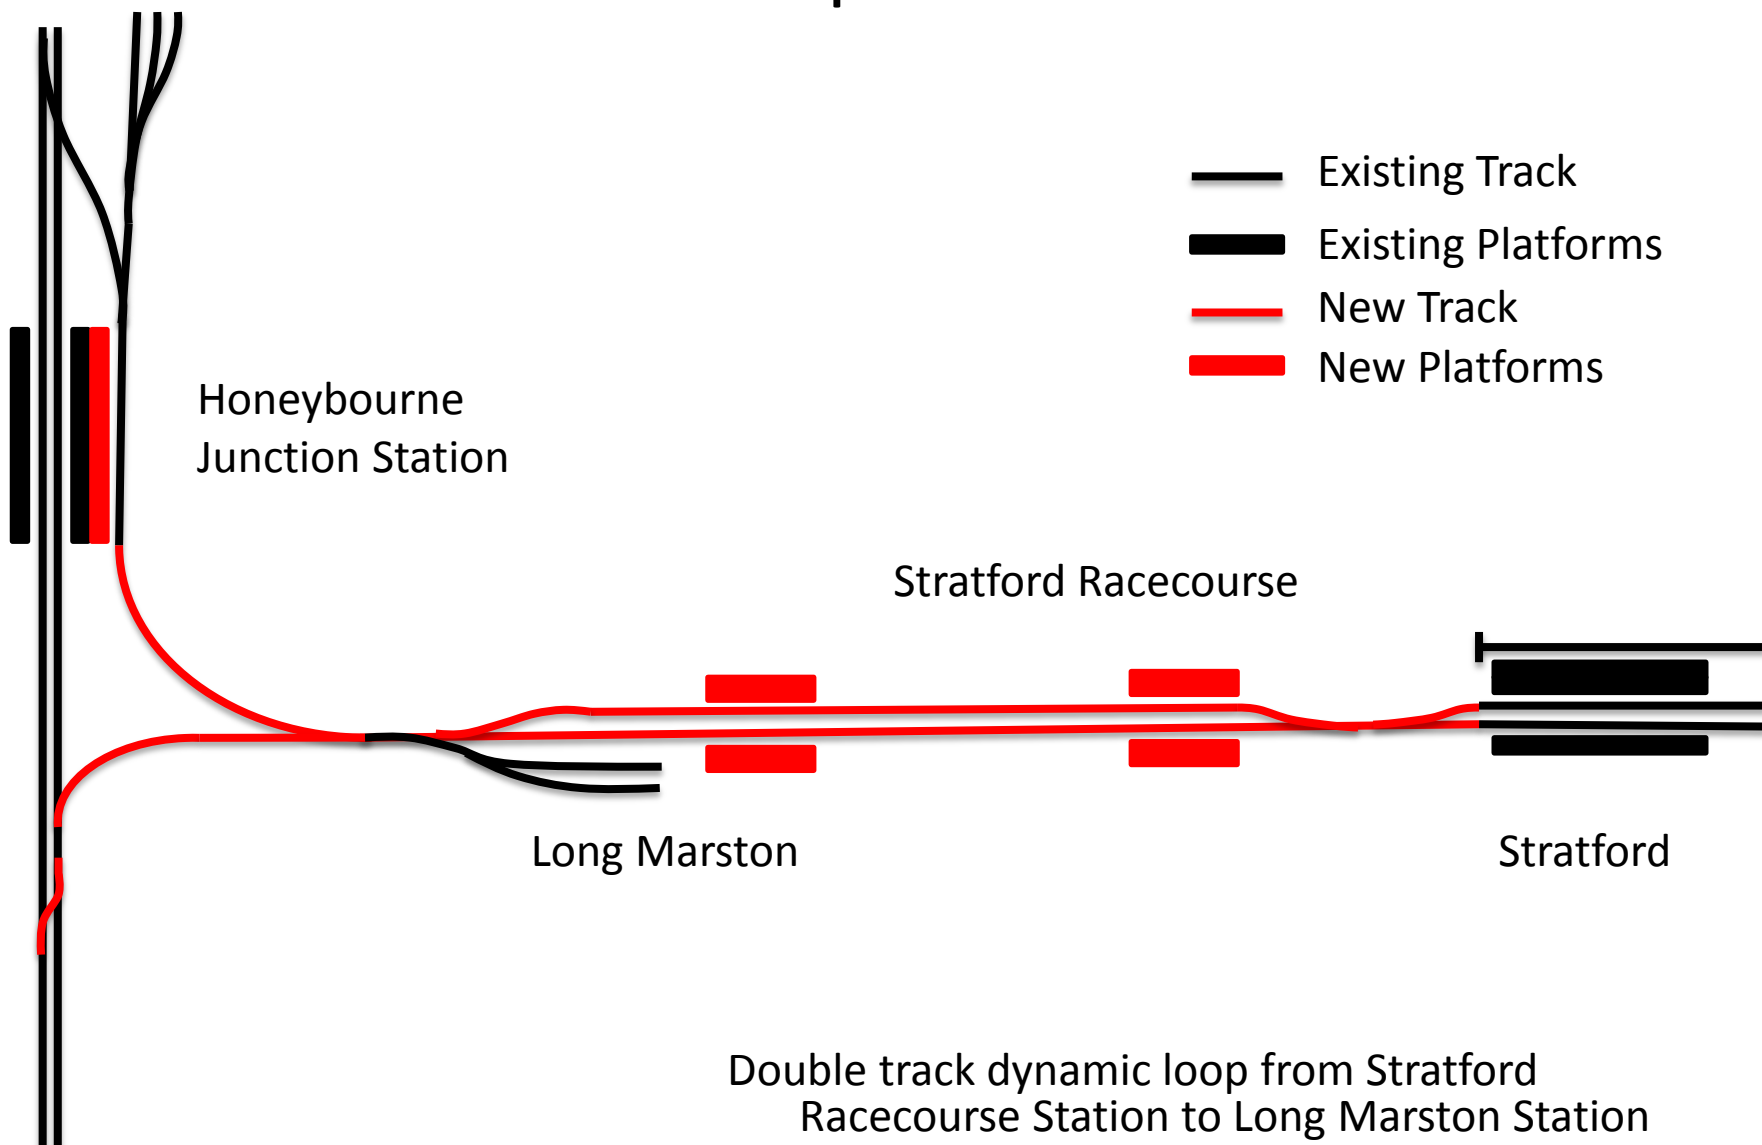 Existing Track
Existing Platforms
New Track
New Platforms
Honeybourne
Junction Station
Stratford Racecourse
Long Marston
Stratford
Double track dynamic loop from Stratford
Racecourse Station to Long Marston Station